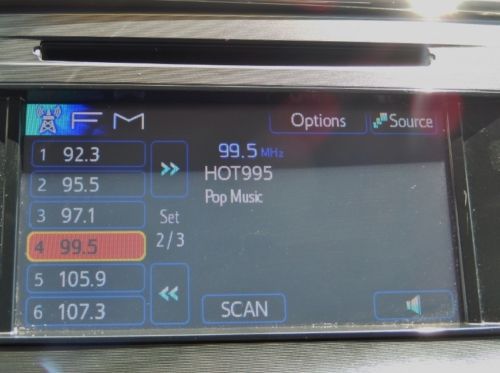 FM
Options
Source
1 92.3
2 95.5
3 97.1
4 99.5
5 105.9
6 107.3
Set
2/3
99.5 MHz
HOT995
Pop Music
SCAN